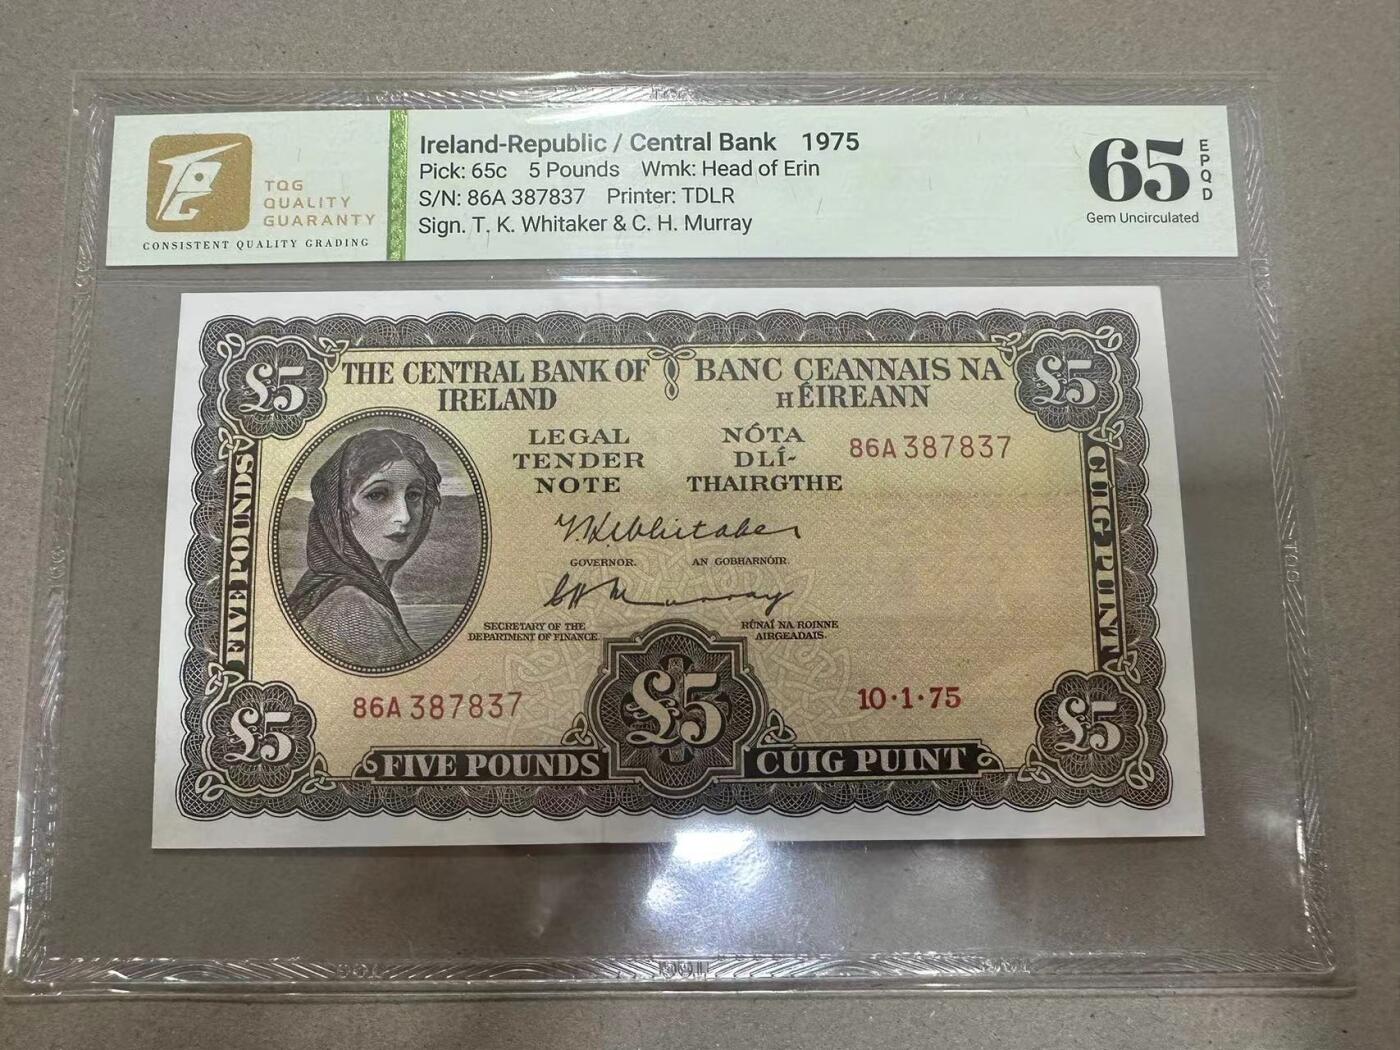 TQG
QUALITY
GUARANTY
CONSISTENT QUALITY GRADING
Ireland-Republic / Central Bank 1975
Pick: 65c 5 Pounds Wmk: Head of Erin
S/N: 86A 387837 Printer: TDLR
Sign. T. K. Whitaker & C. H. Murray
65
EPQD
Gem Uncirculated
£5
THE CENTRAL BANK OF
IRELAND
BANC CEANNAIS NA
hÉIREANN
£5
LEGAL
TENDER
NOTE
NÓTA
DLÍ-
THAIRGTHE
86A 387837
FIVE POUNDS
CÚIG PUINT
T.K. Whitaker
GOVERNOR. AN GOBHARNÓIR.
C H Murray
SECRETARY OF THE
DEPARTMENT OF FINANCE.
RÚNAÍ NA ROINNE
AIRGEADAIS.
86A 387837
10·1·75
£5
£5
£5
FIVE POUNDS
CÚIG PUINT